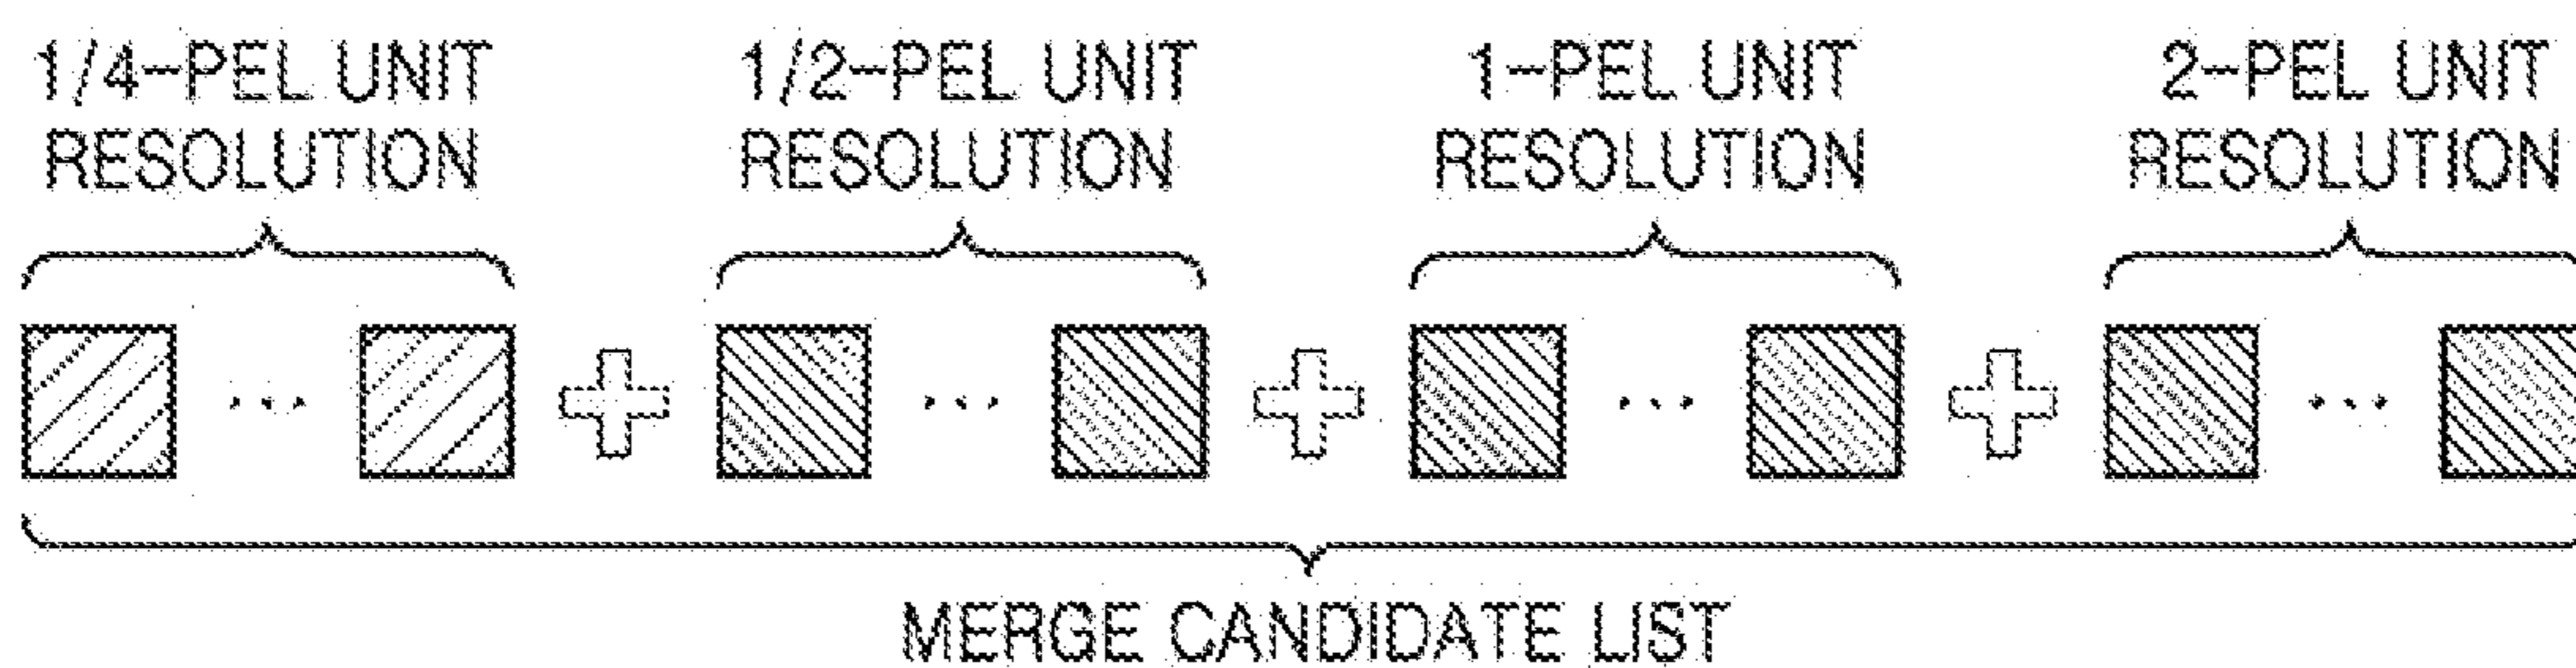 1/4-PEL UNIT
RESOLUTION
1/2-PEL UNIT
RESOLUTION
1-PEL UNIT
RESOLUTION
2-PEL UNIT
RESOLUTION
MERGE CANDIDATE LIST